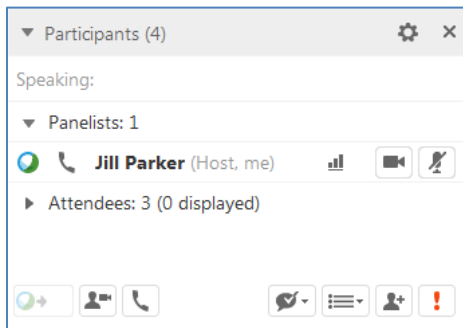 Participants (4)
Speaking:
Panelists: 1
Jill Parker (Host, me)
Attendees: 3 (0 displayed)